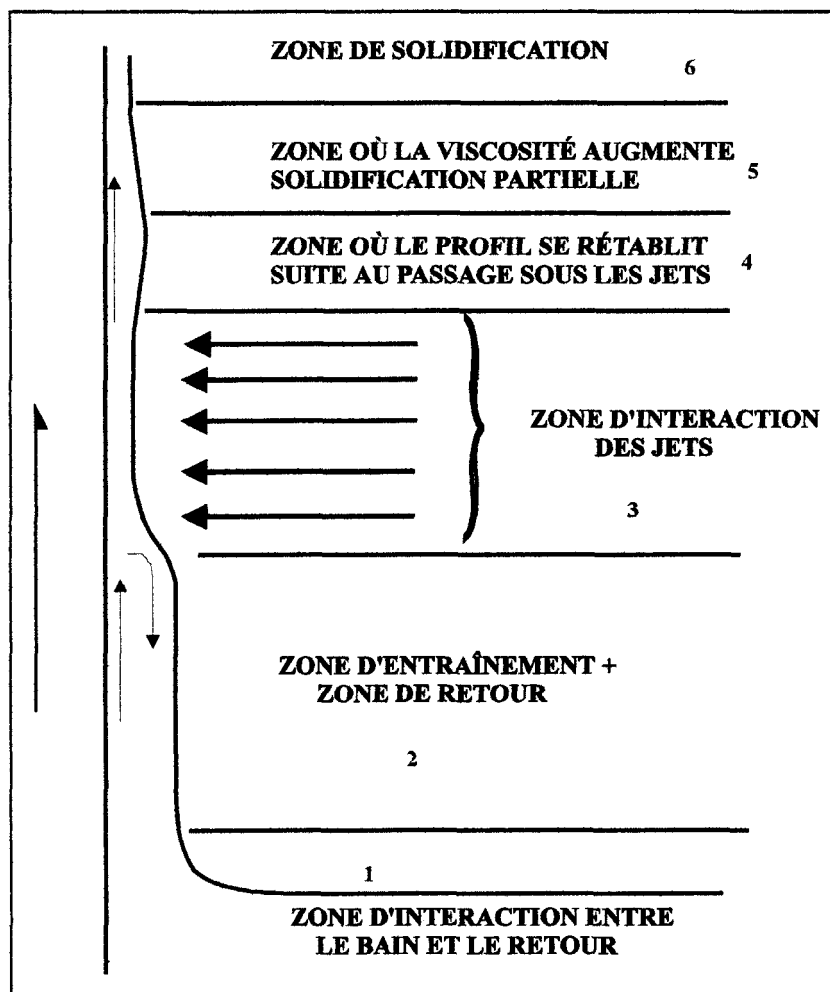 ZONE DE SOLIDIFICATION
6
ZONE OÙ LA VISCOSITÉ AUGMENTE
SOLIDIFICATION PARTIELLE
5
ZONE OÙ LE PROFIL SE RÉTABLIT
SUITE AU PASSAGE SOUS LES JETS
4
ZONE D'INTERACTION
DES JETS
3
ZONE D'ENTRAÎNEMENT +
ZONE DE RETOUR
2
1
ZONE D'INTERACTION ENTRE
LE BAIN ET LE RETOUR